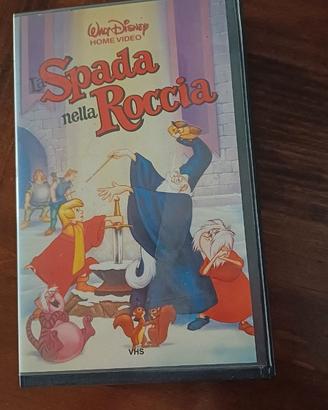 Walt Disney
HOME VIDEO
La Spada
nella Roccia
VHS